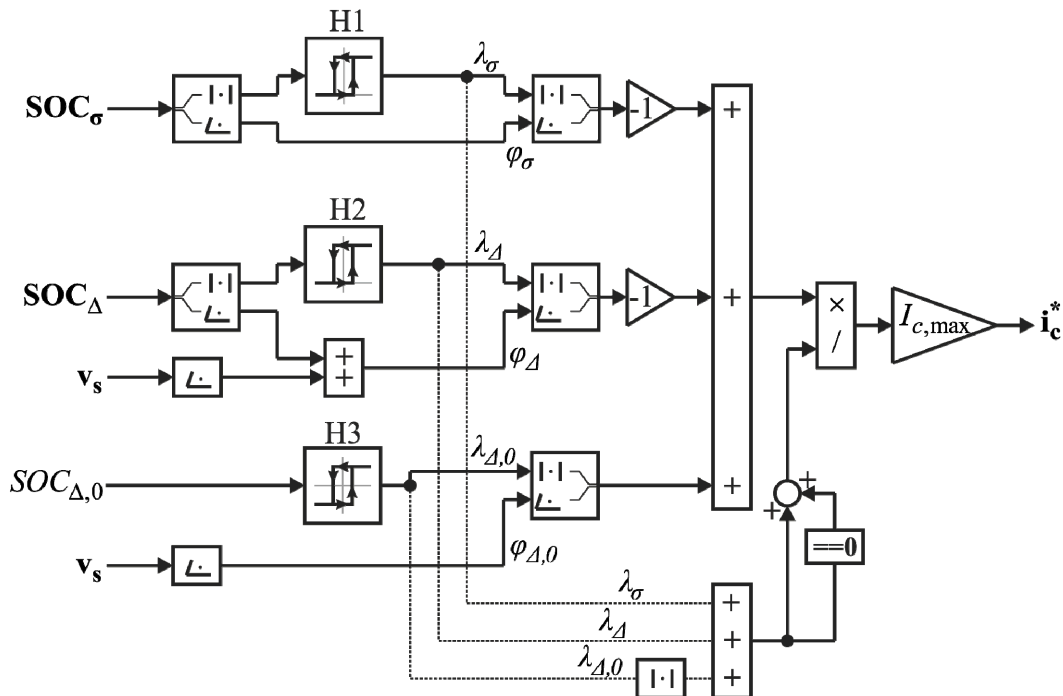 H1
λσ
SOCσ
|·|
|·|
-1
+
φσ
H2
λΔ
SOCΔ
|·|
|·|
-1
+
×
/
Ic,max
ic*
+
+
φΔ
vs
H3
λΔ,0
SOCΔ,0
|·|
+
+
+
φΔ,0
==0
vs
λσ
+
λΔ
+
λΔ,0
|·|
+